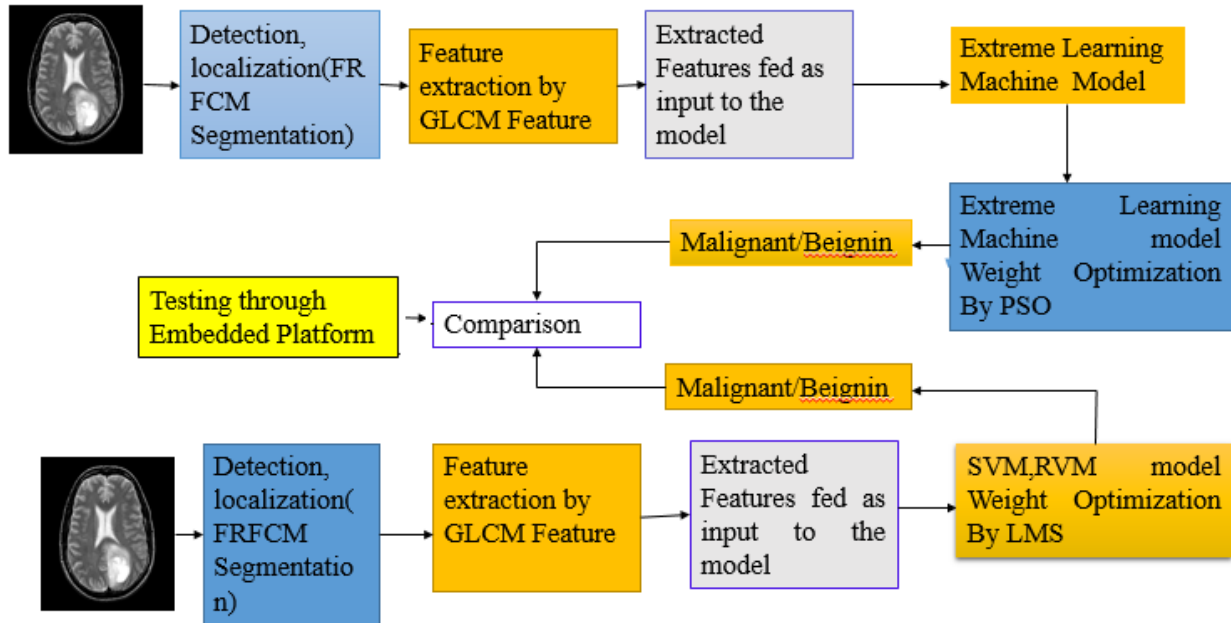 Detection,
localization(FR
FCM
Segmentation)
Feature
extraction by
GLCM Feature
Extracted
Features fed as
input to the
model
Extreme Learning
Machine Model
Extreme Learning
Machine model
Weight Optimization
By PSO
Malignant/Beignin
Testing through
Embedded Platform
Comparison
Malignant/Beignin
Detection,
localization(
FRFCM
Segmentatio
n)
Feature
extraction by
GLCM Feature
Extracted
Features fed as
input to the
model
SVM,RVM model
Weight Optimization
By LMS